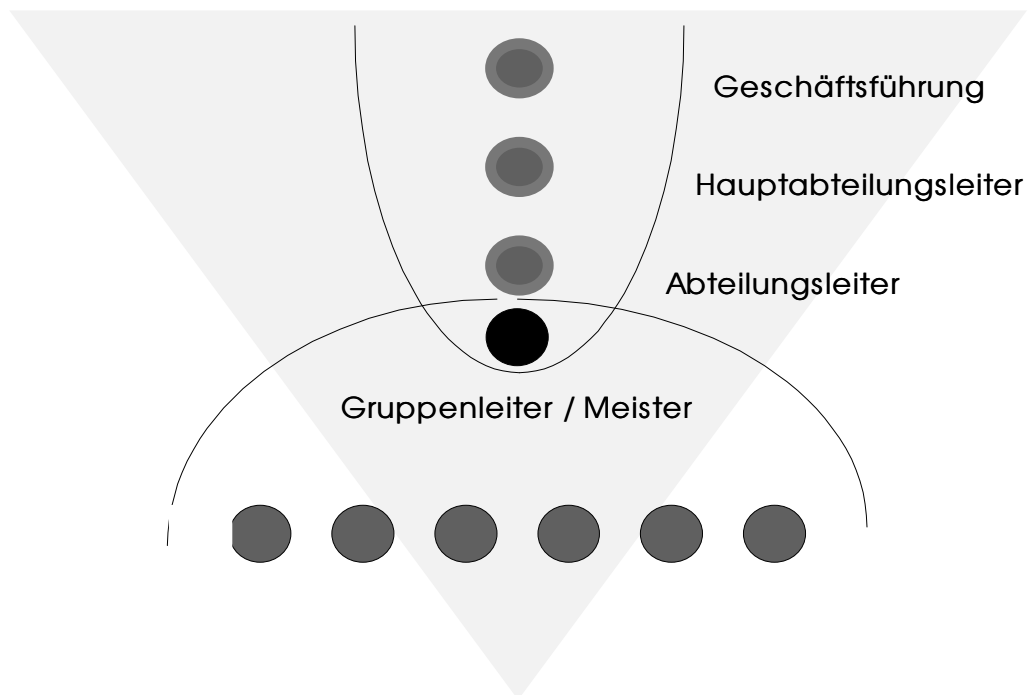 Geschäftsführung
Hauptabteilungsleiter
Abteilungsleiter
Gruppenleiter / Meister